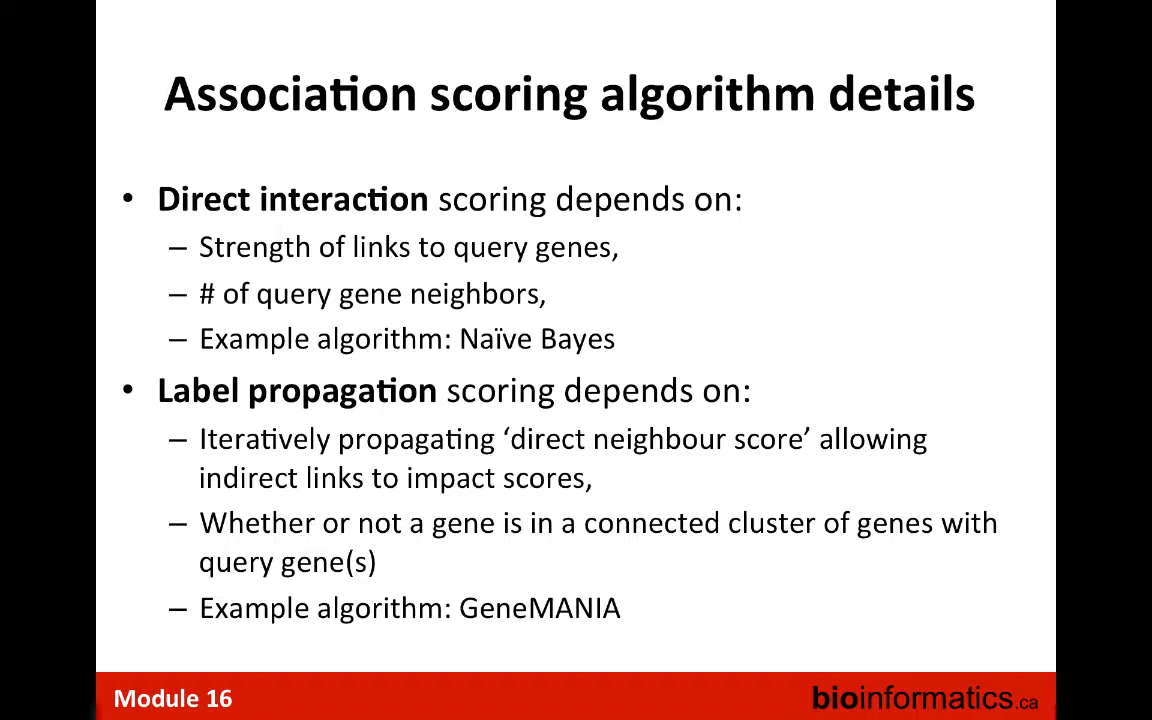 Association scoring algorithm details
• Direct interaction scoring depends on:
– Strength of links to query genes,
– # of query gene neighbors,
– Example algorithm: Naïve Bayes
• Label propagation scoring depends on:
– Iteratively propagating ‘direct neighbour score’ allowing
indirect links to impact scores,
– Whether or not a gene is in a connected cluster of genes with
query gene(s)
– Example algorithm: GeneMANIA
Module 16
bioinformatics.ca